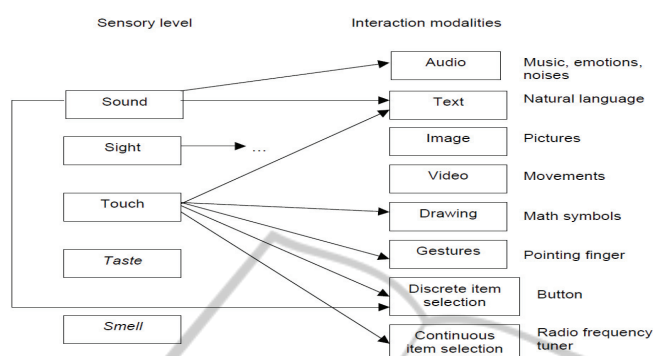 Sensory level Interaction modalities
Audio Music, emotions,
noises
Sound Text Natural language
Sight ... Image Pictures
Video Movements
Touch Drawing Math symbols
Taste Gestures Pointing finger
Discrete item
selection Button
Smell Continuous
item selection Radio frequency
tuner